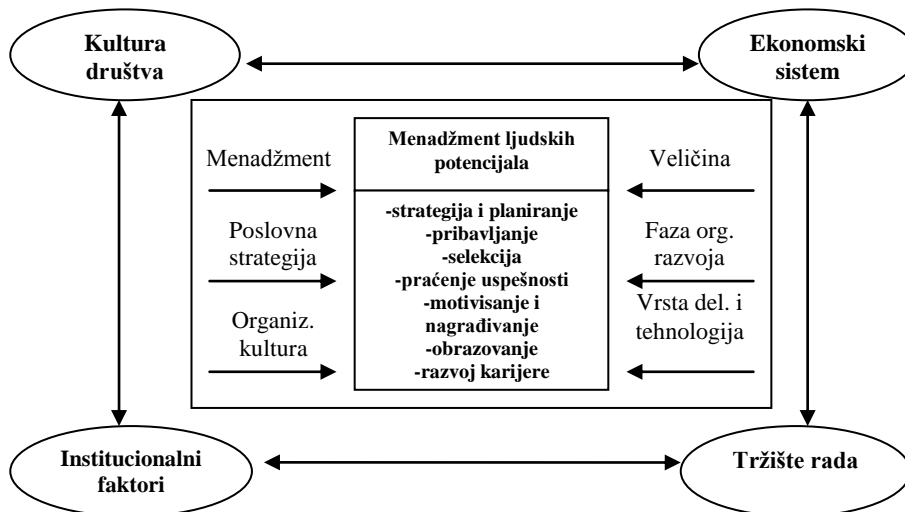 Kultura
društva
Ekonomski
sistem
Menadžment
Poslovna
strategija
Organiz.
kultura
Menadžment ljudskih
potencijala
-strategija i planiranje
-pribavljanje
-selekcija
-praćenje uspešnosti
-motivisanje i
nagrađivanje
-obrazovanje
-razvoj karijere
Veličina
Faza org.
razvoja
Vrsta del. i
tehnologija
Institucionalni
faktori
Tržište rada